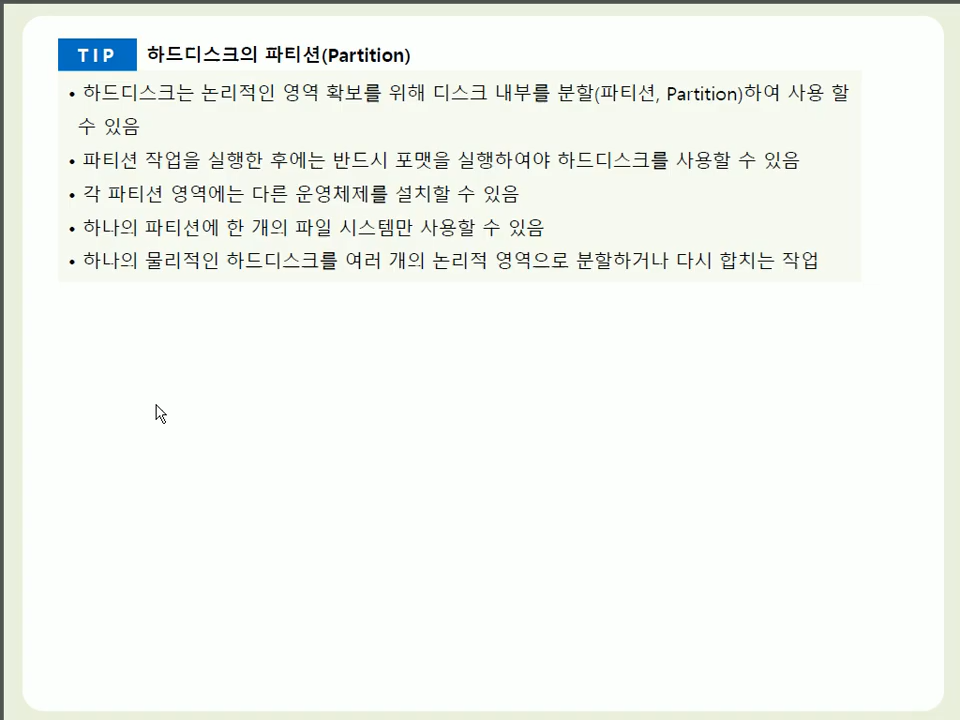 TIP 하드디스크의 파티션(Partition)
• 하드디스크는 논리적인 영역 확보를 위해 디스크 내부를 분할(파티션, Partition)하여 사용 할
수 있음
• 파티션 작업을 실행한 후에는 반드시 포맷을 실행하여야 하드디스크를 사용할 수 있음
• 각 파티션 영역에는 다른 운영체제를 설치할 수 있음
• 하나의 파티션에 한 개의 파일 시스템만 사용할 수 있음
• 하나의 물리적인 하드디스크를 여러 개의 논리적 영역으로 분할하거나 다시 합치는 작업